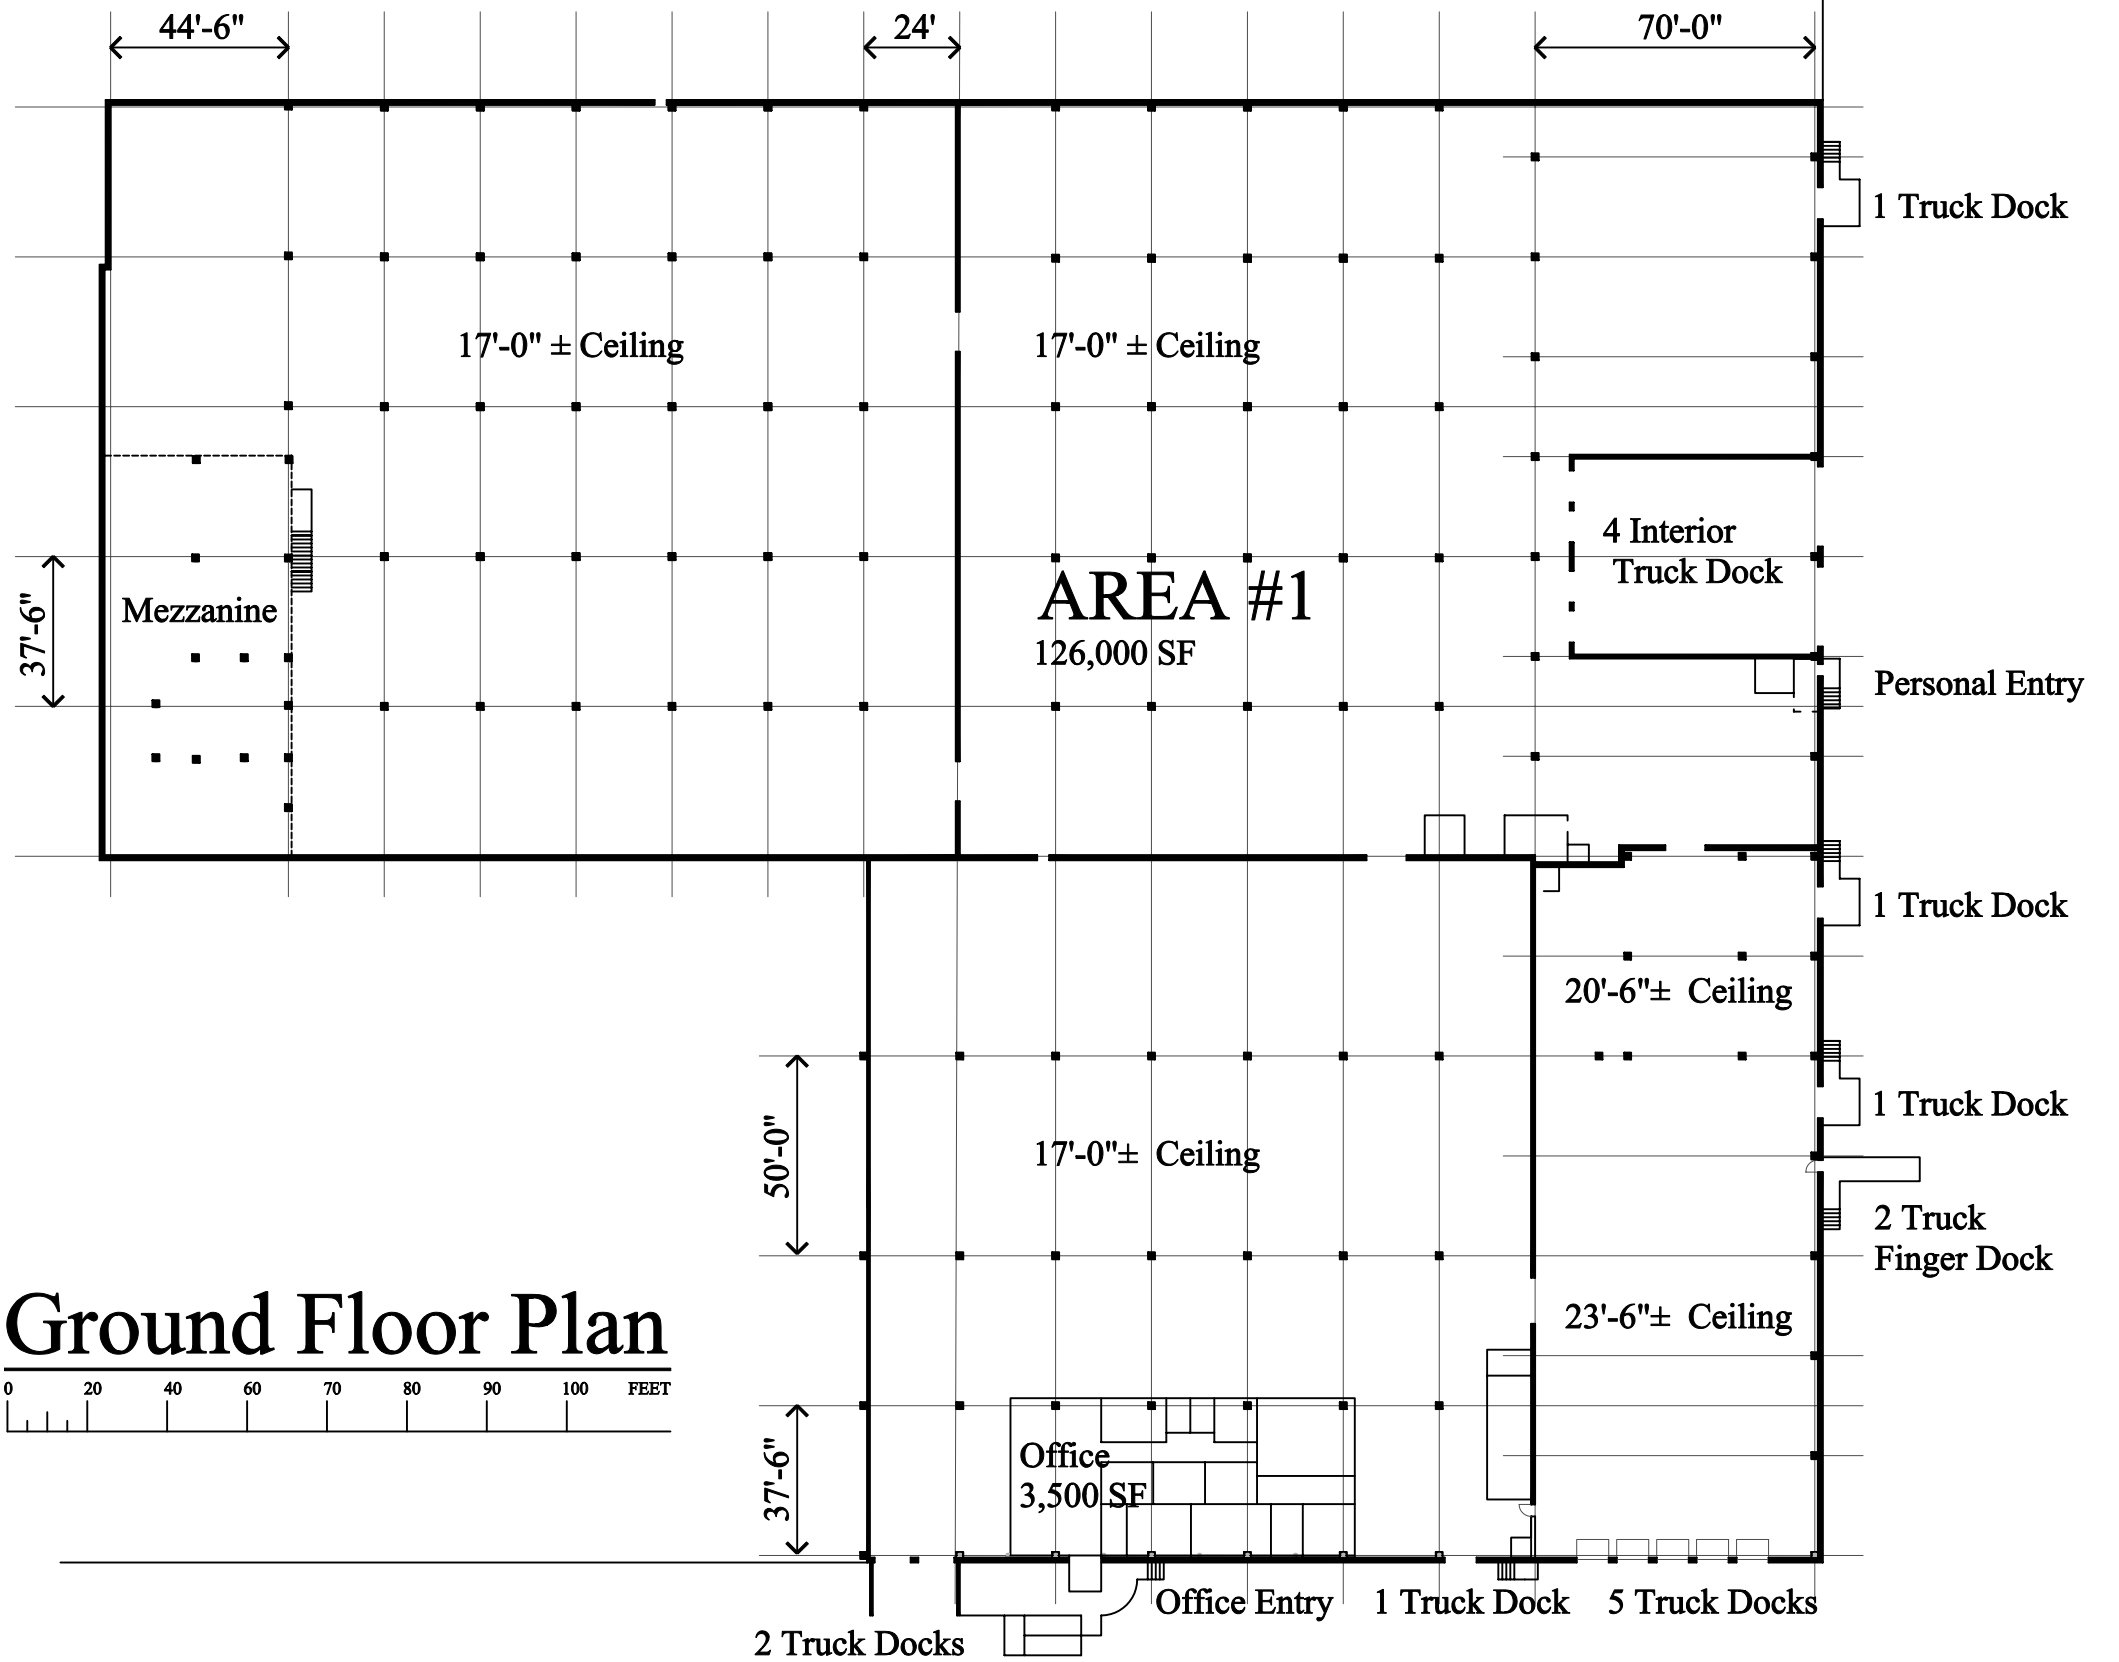 44'-6"
24'
70'-0"
1 Truck Dock
17'-0" ± Ceiling
17'-0" ± Ceiling
4 Interior
Truck Dock
AREA #1
126,000 SF
Mezzanine
37'-6"
Personal Entry
1 Truck Dock
20'-6"± Ceiling
1 Truck Dock
50'-0"
17'-0"± Ceiling
2 Truck
Finger Dock
23'-6"± Ceiling
Ground Floor Plan
0 20 40 60 70 80 90 100 FEET
37'-6"
Office
3,500 SF
Office Entry
1 Truck Dock
5 Truck Docks
2 Truck Docks